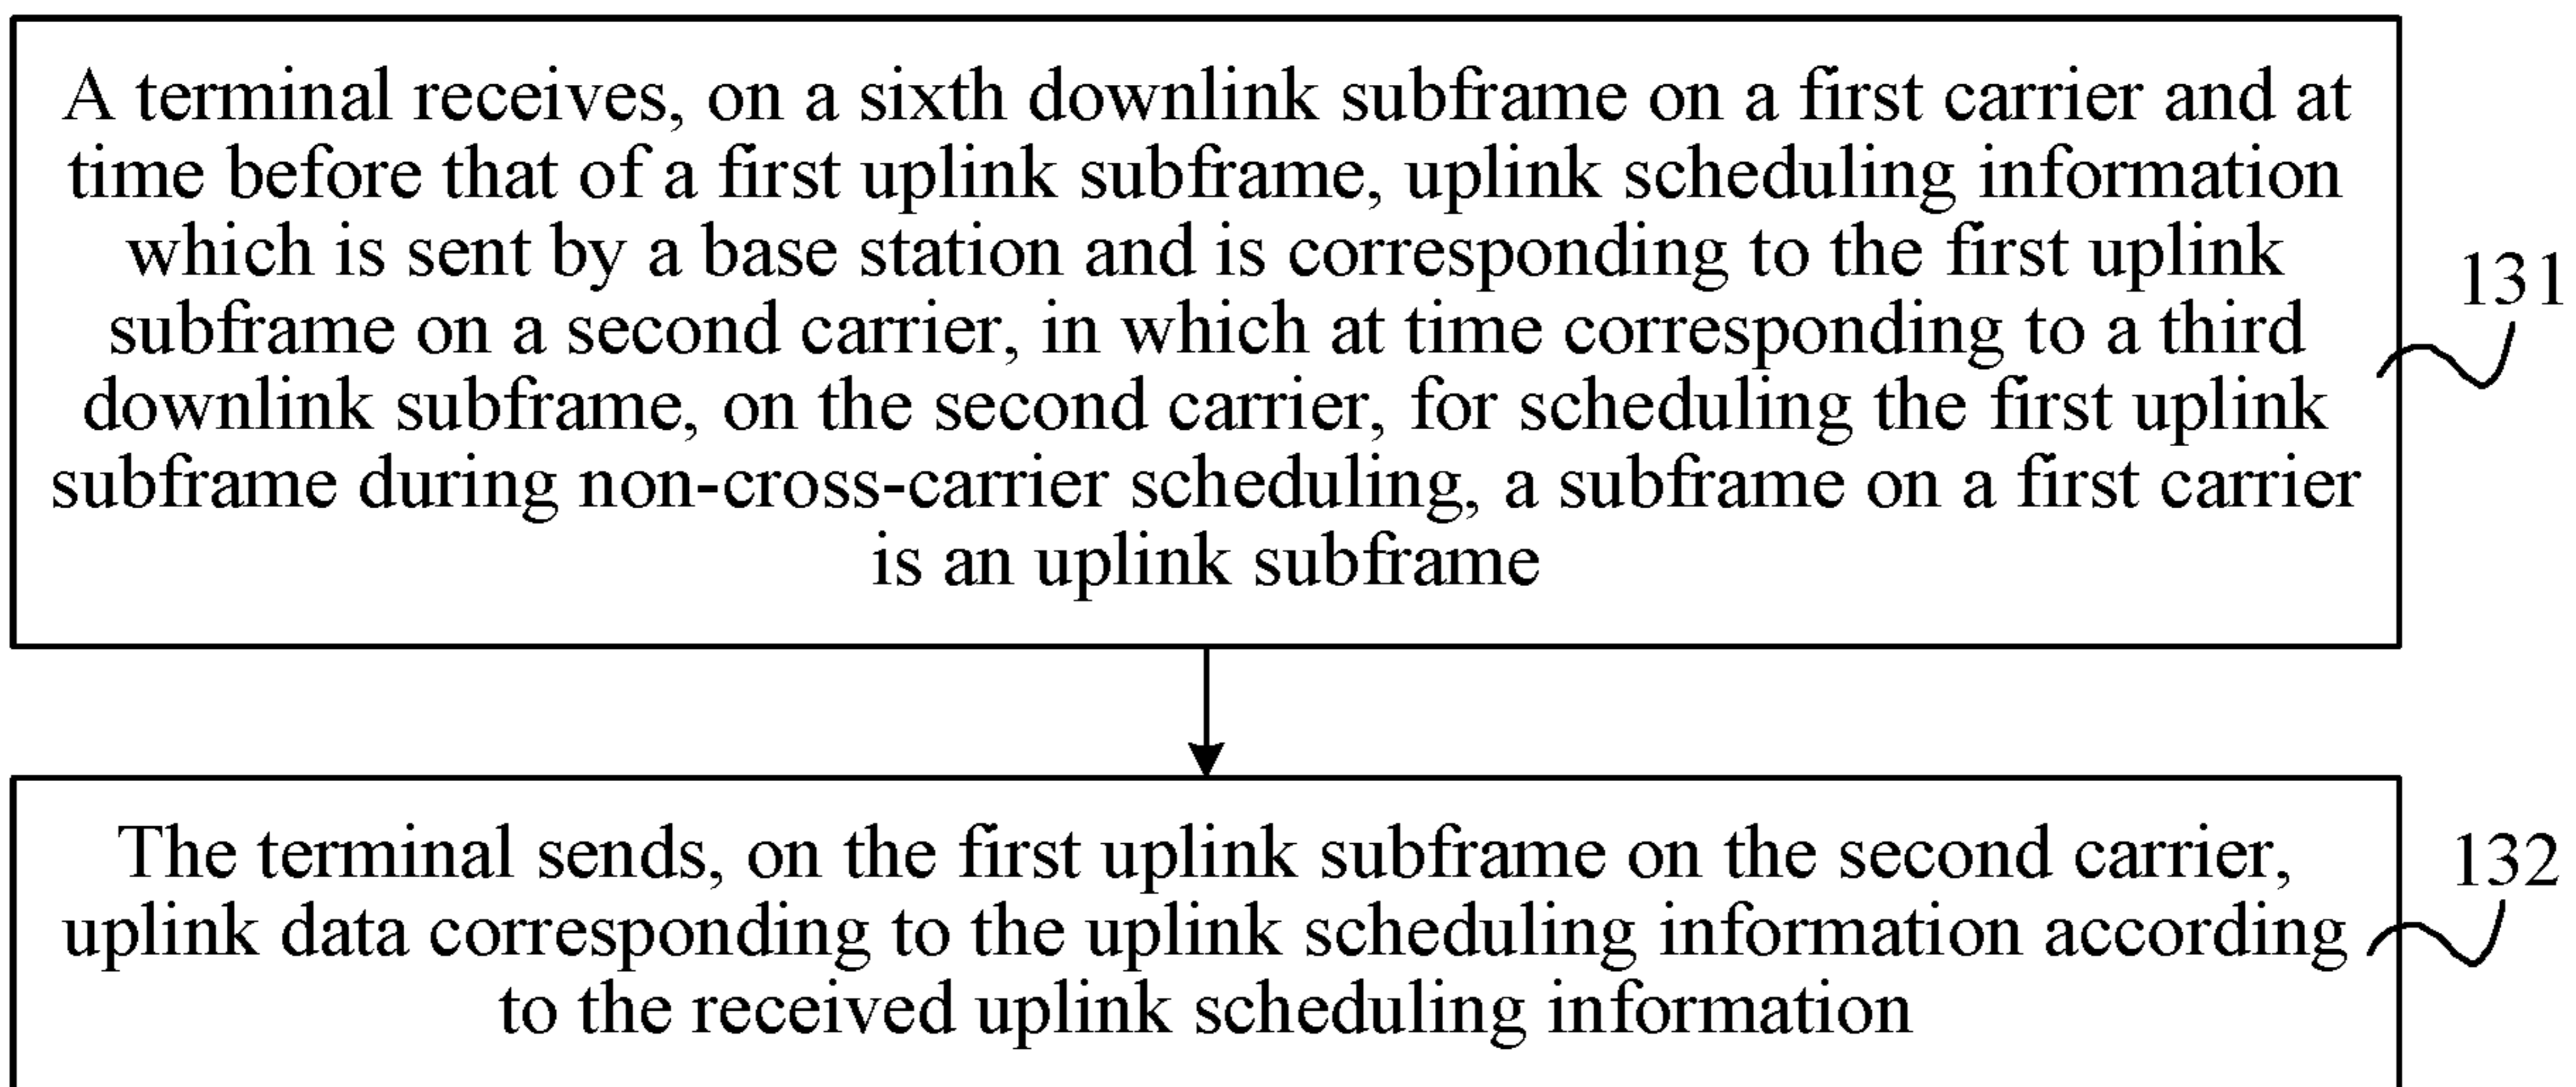 A terminal receives, on a sixth downlink subframe on a first carrier and at
time before that of a first uplink subframe, uplink scheduling information
which is sent by a base station and is corresponding to the first uplink
subframe on a second carrier, in which at time corresponding to a third
downlink subframe, on the second carrier, for scheduling the first uplink
subframe during non-cross-carrier scheduling, a subframe on a first carrier
is an uplink subframe
131
The terminal sends, on the first uplink subframe on the second carrier,
uplink data corresponding to the uplink scheduling information according
to the received uplink scheduling information
132